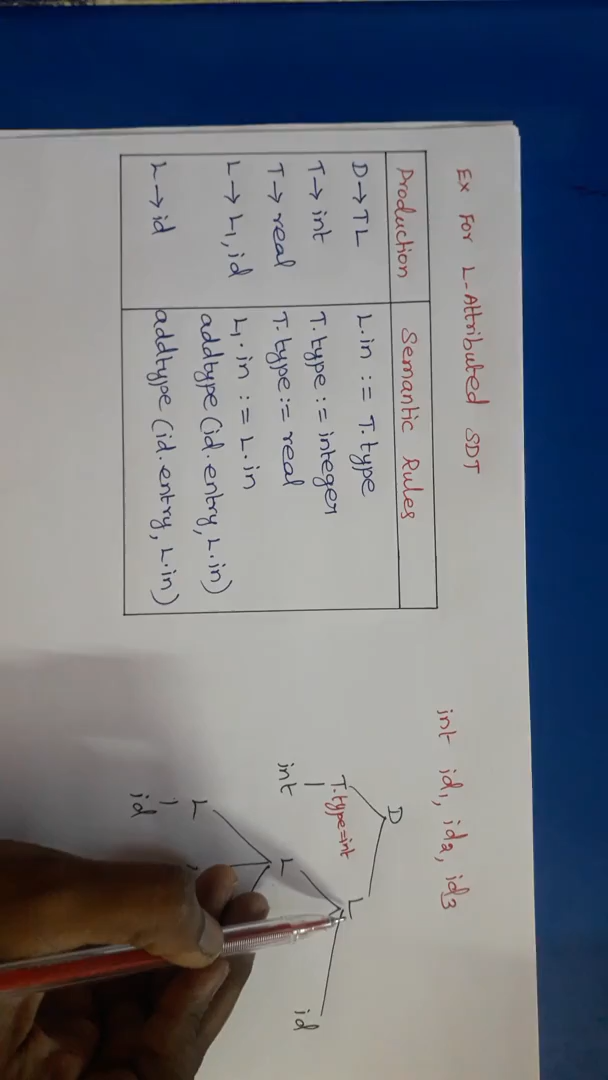 Ex For L-Attributed SDT
Production Semantic Rules
D→TL L.in := T.type
T→int T.type := integer
T→real T.type := real
L→L1, id L1.in := L.in
addtype(id.entry, L.in)
L→id addtype(id.entry, L.in)
int id1, id2, id3
D
T.type=int L
int L id
L ,
id